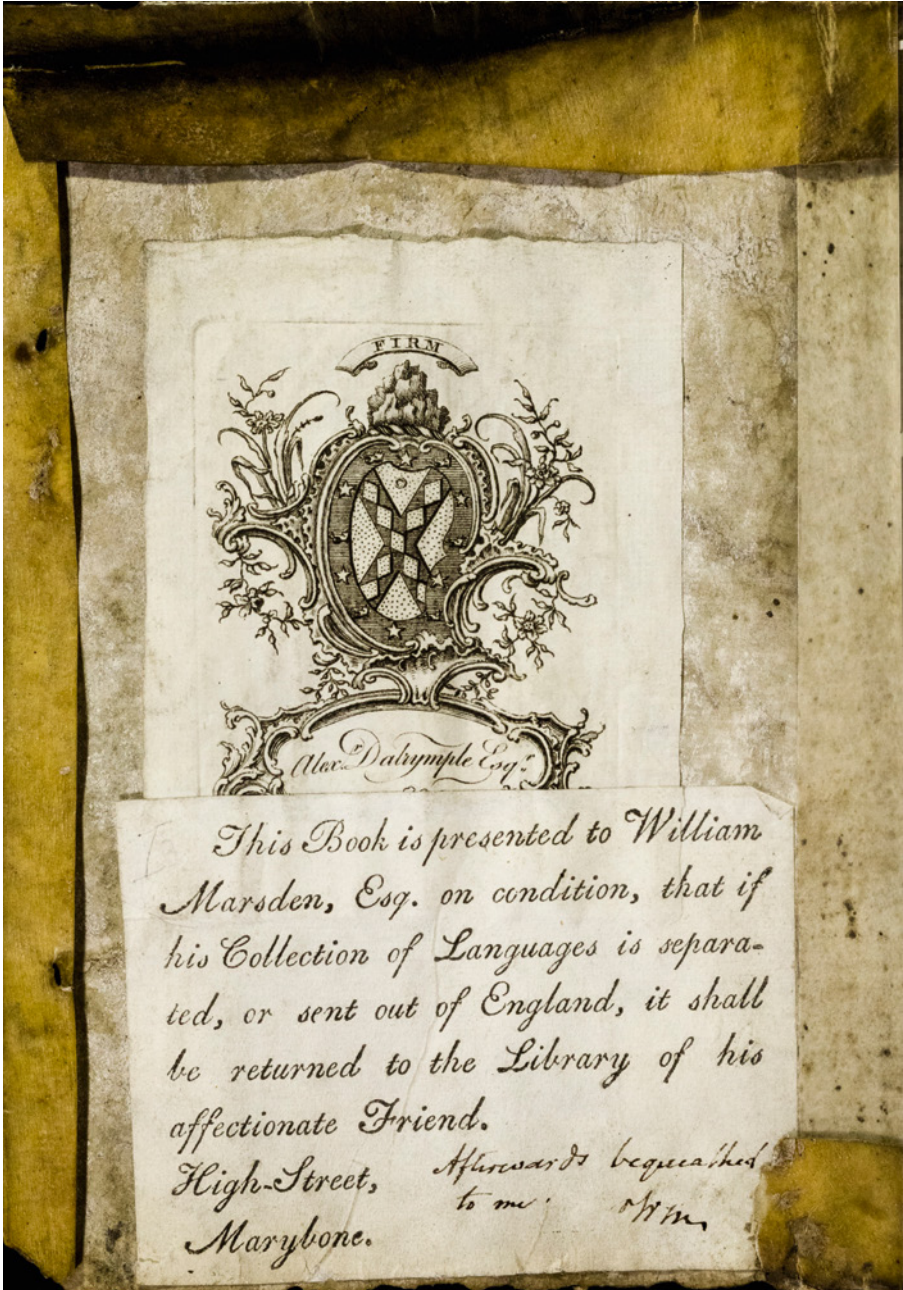 FIRM
Alexr. Dalrymple Esqr.
This Book is presented to William
Marsden, Esq. on condition, that if
his Collection of Languages is separa-
ted, or sent out of England, it shall
be returned to the Library of his
affectionate Friend.
High-Street,
Marybone.
Afterwards bequeathed
to me. WM.